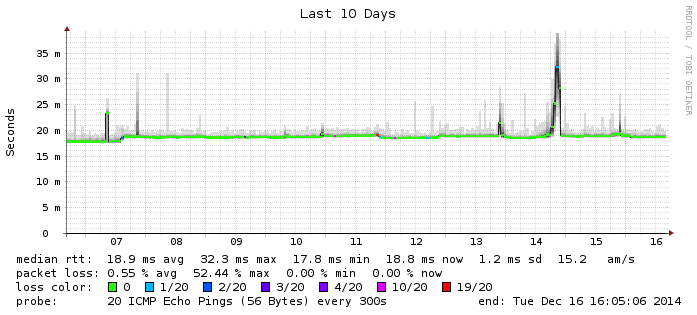 Last 10 Days
RRDTOOL / TOBI OETIKER
Seconds
35 m
30 m
25 m
20 m
15 m
10 m
5 m
0
07 08 09 10 11 12 13 14 15 16
median rtt: 18.9 ms avg 32.3 ms max 17.8 ms min 18.8 ms now 1.2 ms sd 15.2 am/s
packet loss: 0.55 % avg 52.44 % max 0.00 % min 0.00 % now
loss color: 0 1/20 2/20 3/20 4/20 10/20 19/20
probe: 20 ICMP Echo Pings (56 Bytes) every 300s end: Tue Dec 16 16:05:06 2014